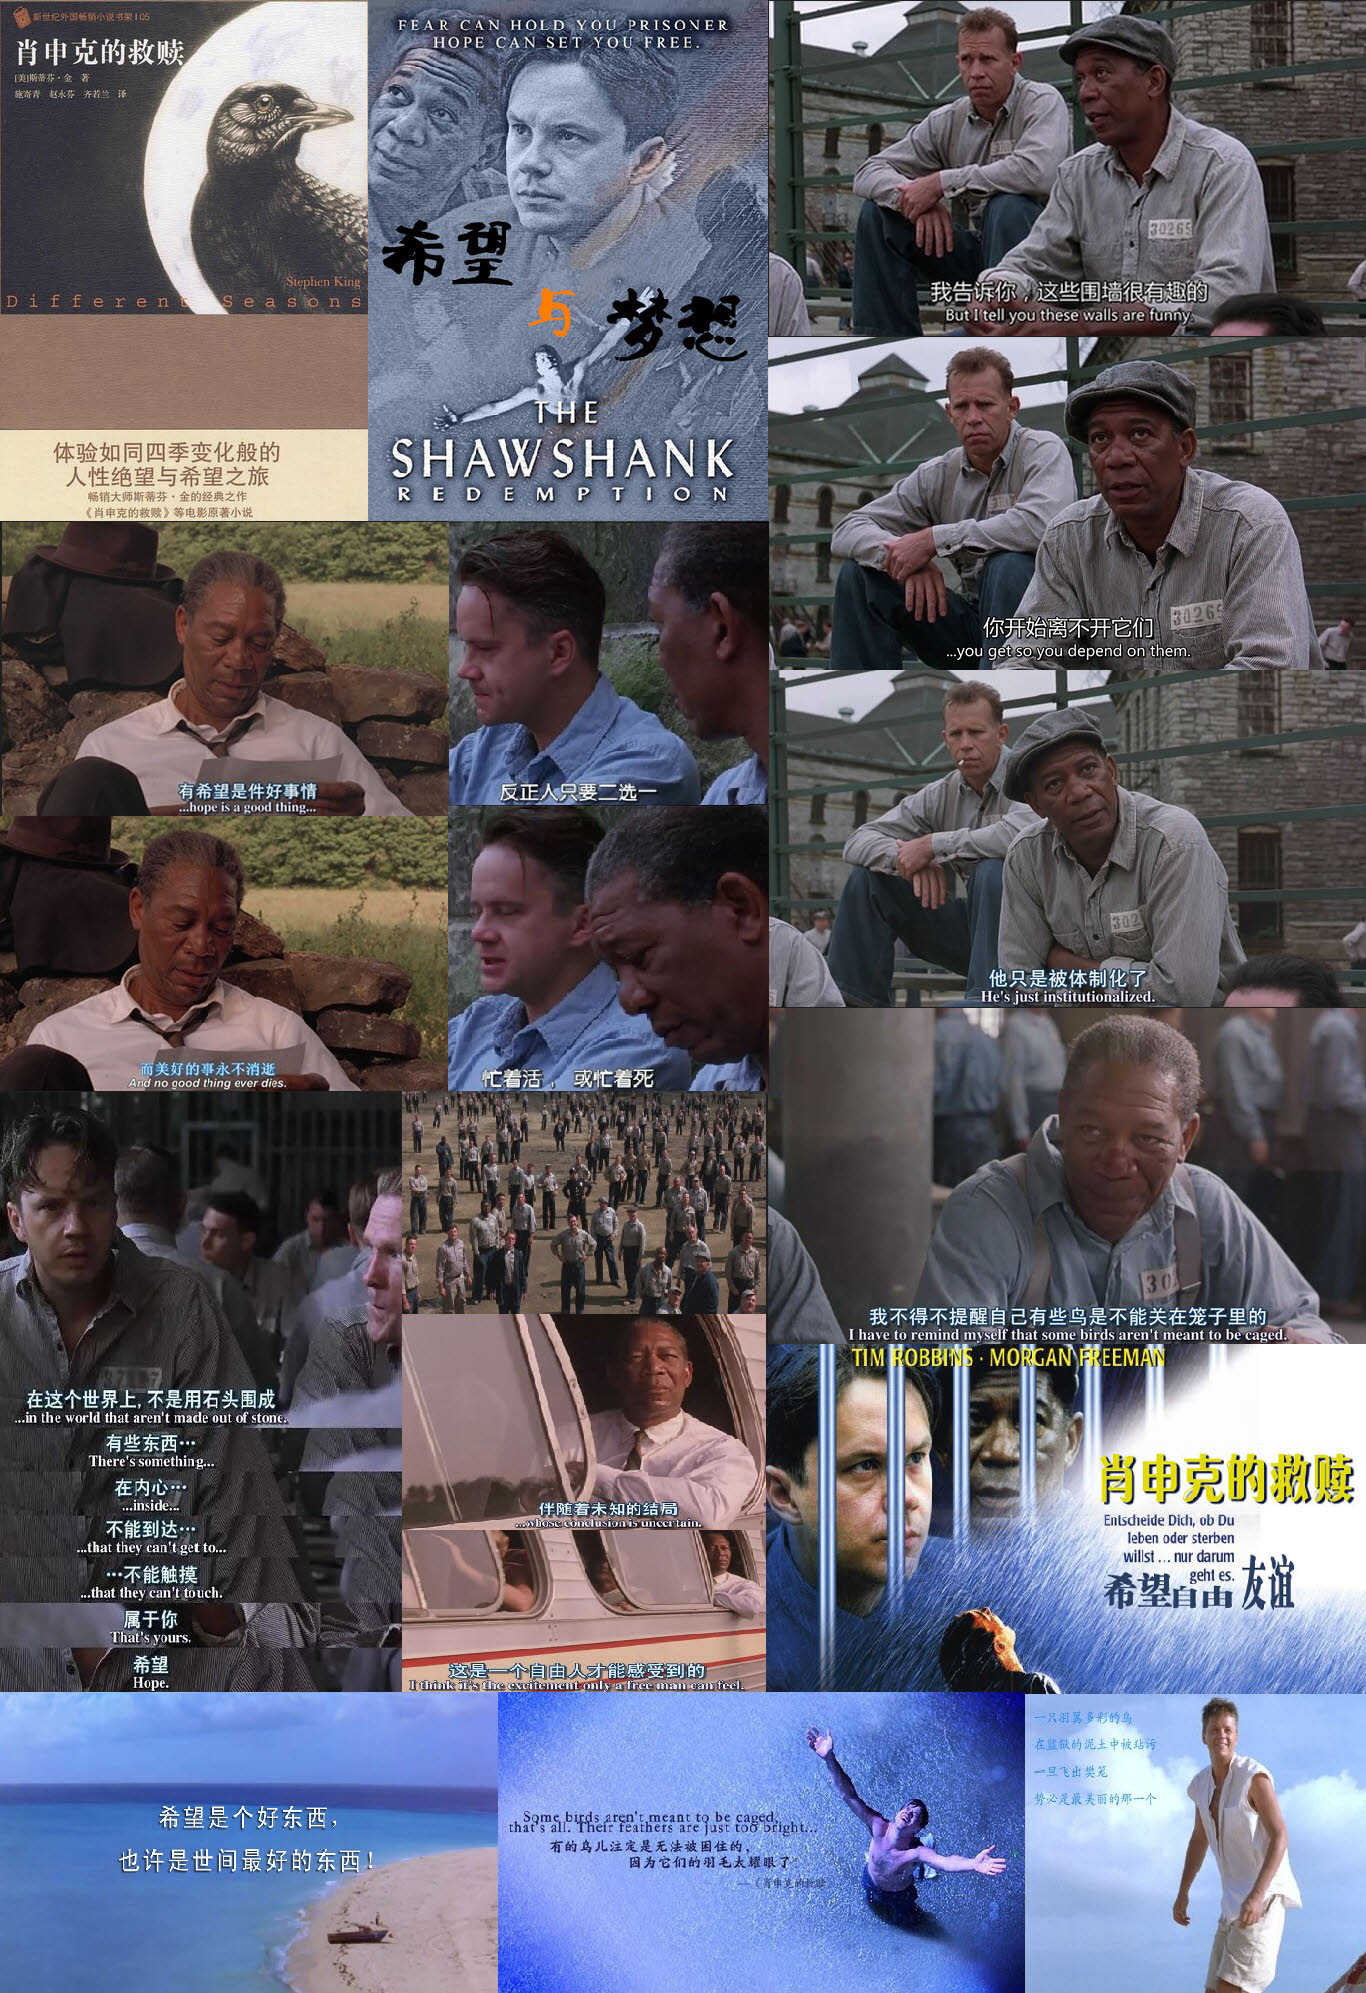 新世纪外国畅销小说书架 | 05
肖申克的救赎
[美]斯蒂芬·金 著
施寄青 赵永芬 齐若兰 译
Stephen King
Different Seasons
体验如同四季变化般的
人性绝望与希望之旅
畅销大师斯蒂芬·金的经典之作
《肖申克的救赎》等电影原著小说
FEAR CAN HOLD YOU PRISONER
HOPE CAN SET YOU FREE.
希望
与 梦想
THE
SHAWSHANK
REDEMPTION
30265
我告诉你，这些围墙很有趣的
But I tell you these walls are funny.
30265
你开始离不开它们
...you get so you depend on them.
302
他只是被体制化了
He's just institutionalized.
有希望是件好事情
...hope is a good thing...
反正人只要二选一
而美好的事永不消逝
And no good thing ever dies.
忙着活， 或忙着死
30
我不得不提醒自己有些鸟是不能关在笼子里的
I have to remind myself that some birds aren't meant to be caged.
在这个世界上, 不是用石头围成
...in the world that aren't made out of stone.
有些东西…
There's something...
在内心…
...inside...
不能到达…
...that they can't get to...
…不能触摸
...that they can't touch.
属于你
That's yours.
希望
Hope.
伴随着未知的结局
...whose conclusion is uncertain.
这是一个自由人才能感受到的
I think it's the excitement only a free man can feel.
TIM ROBBINS · MORGAN FREEMAN
肖申克的救赎
Entscheide Dich, ob Du
leben oder sterben
willst ... nur darum
geht es.
希望自由 友谊
希望是个好东西，
也许是世间最好的东西！
Some birds aren't meant to be caged,
that's all. Their feathers are just too bright...
有的鸟儿注定是无法被困住的，
因为它们的羽毛太耀眼了
——《肖申克的救赎
一只羽翼多彩的鸟
在监狱的泥土中被玷污
一旦飞出樊笼
势必是最美丽的那一个